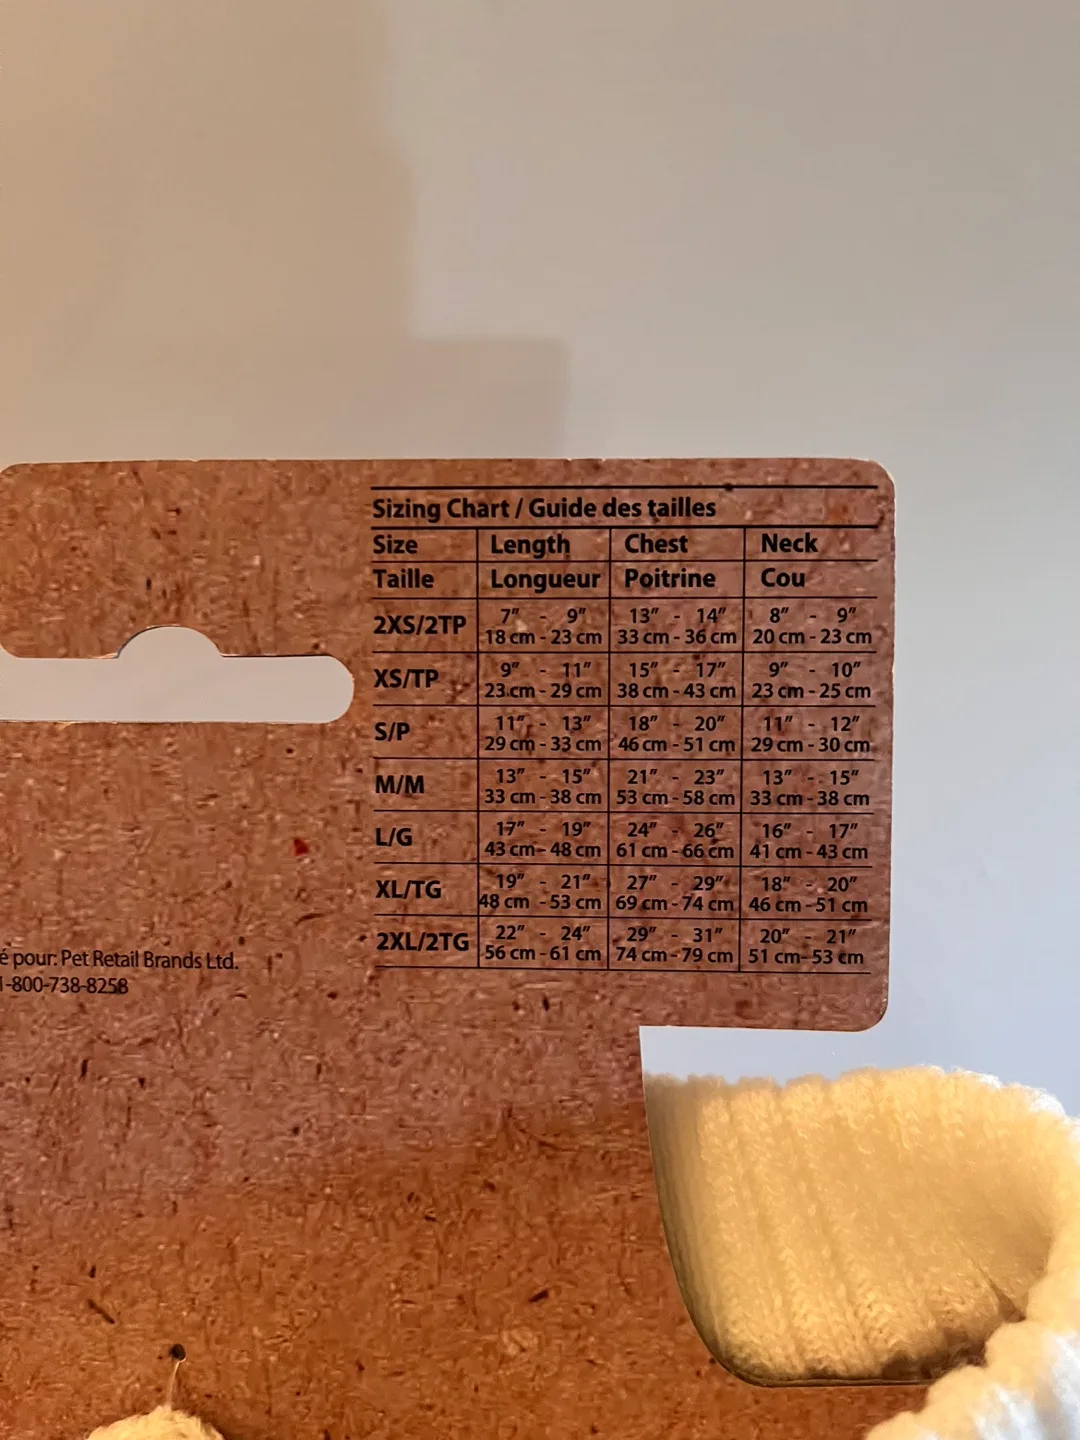 Sizing Chart / Guide des tailles
Size Length Chest Neck
Taille Longueur Poitrine Cou
2XS/2TP 7” - 9” 13” - 14” 8” - 9”
18 cm - 23 cm 33 cm - 36 cm 20 cm - 23 cm
XS/TP 9” - 11” 15” - 17” 9” - 10”
23 cm - 29 cm 38 cm - 43 cm 23 cm - 25 cm
S/P 11” - 13” 18” - 20” 11” - 12”
29 cm - 33 cm 46 cm - 51 cm 29 cm - 30 cm
M/M 13” - 15” 21” - 23” 13” - 15”
33 cm - 38 cm 53 cm - 58 cm 33 cm - 38 cm
L/G 17” - 19” 24” - 26” 16” - 17”
43 cm - 48 cm 61 cm - 66 cm 41 cm - 43 cm
XL/TG 19” - 21” 27” - 29” 18” - 20”
48 cm - 53 cm 69 cm - 74 cm 46 cm - 51 cm
2XL/2TG 22” - 24” 29” - 31” 20” - 21”
56 cm - 61 cm 74 cm - 79 cm 51 cm - 53 cm
é pour: Pet Retail Brands Ltd.
1-800-738-8258